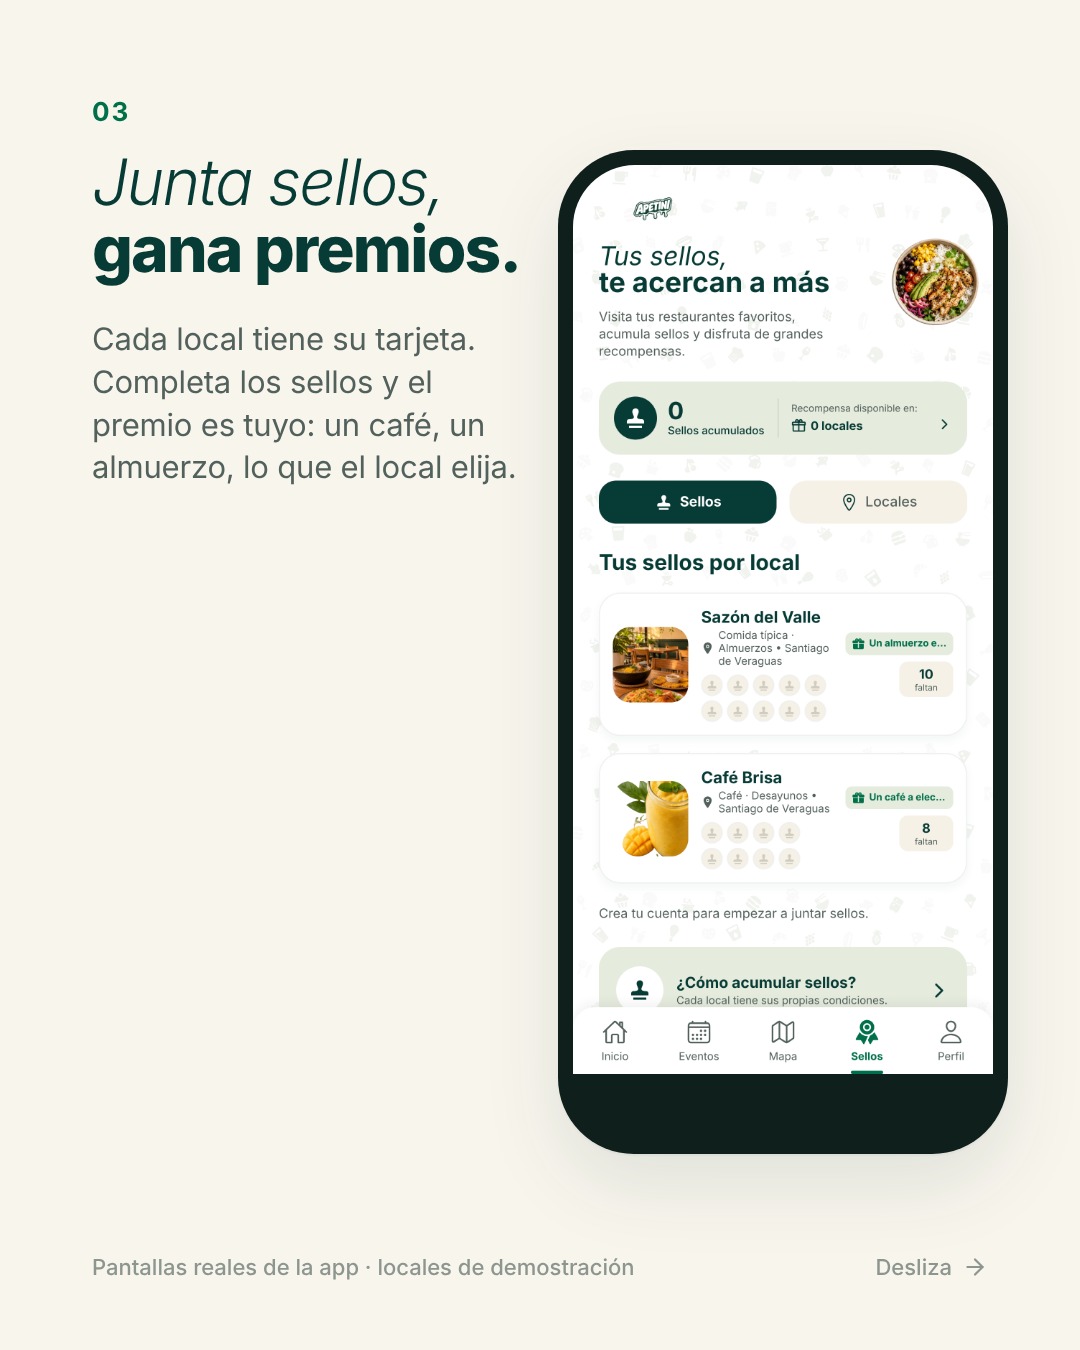 03
Junta sellos,
gana premios.
Cada local tiene su tarjeta.
Completa los sellos y el
premio es tuyo: un café, un
almuerzo, lo que el local elija.
APETINI
Tus sellos,
te acercan a más
Visita tus restaurantes favoritos,
acumula sellos y disfruta de grandes
recompensas.
0
Sellos acumulados
Recompensa disponible en:
0 locales
Sellos
Locales
Tus sellos por local
Sazón del Valle
Comida típica ·
Almuerzos • Santiago
de Veraguas
Un almuerzo e...
10
faltan
Café Brisa
Café · Desayunos •
Santiago de Veraguas
Un café a elec...
8
faltan
Crea tu cuenta para empezar a juntar sellos.
¿Cómo acumular sellos?
Cada local tiene sus propias condiciones.
Inicio
Eventos
Mapa
Sellos
Perfil
Pantallas reales de la app · locales de demostración
Desliza →